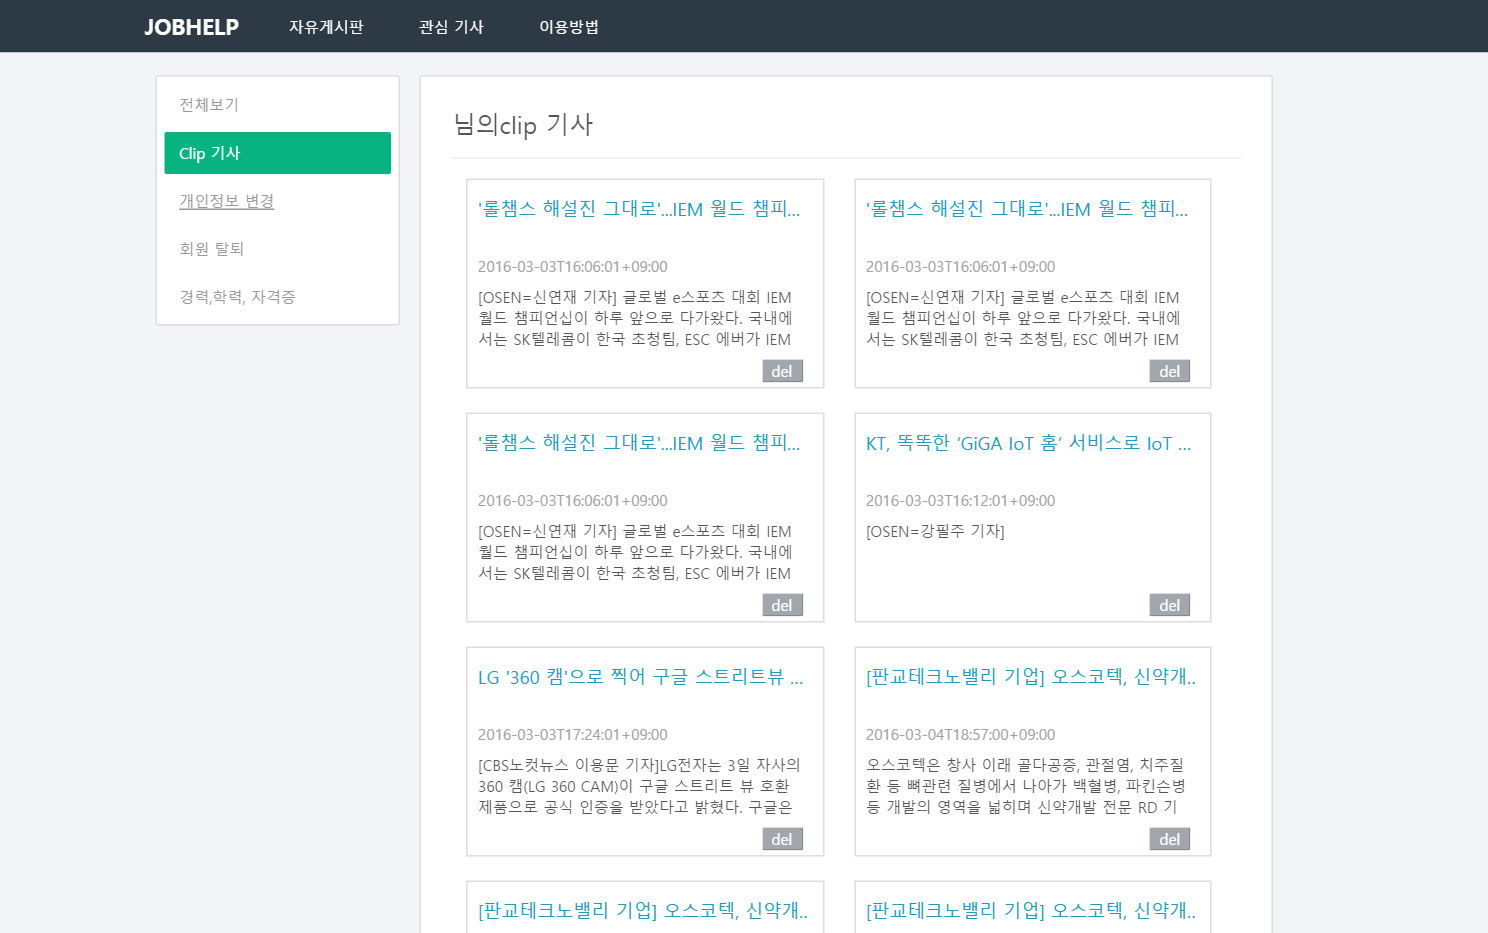 JOBHELP 자유게시판 관심 기사 이용방법
전체보기
Clip 기사
개인정보 변경
회원 탈퇴
경력,학력, 자격증
님의clip 기사
'롤챔스 해설진 그대로'...IEM 월드 챔피...
2016-03-03T16:06:01+09:00
[OSEN=신연재 기자] 글로벌 e스포츠 대회 IEM
월드 챔피언십이 하루 앞으로 다가왔다. 국내에
서는 SK텔레콤이 한국 초청팀, ESC 에버가 IEM
del
'롤챔스 해설진 그대로'...IEM 월드 챔피...
2016-03-03T16:06:01+09:00
[OSEN=신연재 기자] 글로벌 e스포츠 대회 IEM
월드 챔피언십이 하루 앞으로 다가왔다. 국내에
서는 SK텔레콤이 한국 초청팀, ESC 에버가 IEM
del
'롤챔스 해설진 그대로'...IEM 월드 챔피...
2016-03-03T16:06:01+09:00
[OSEN=신연재 기자] 글로벌 e스포츠 대회 IEM
월드 챔피언십이 하루 앞으로 다가왔다. 국내에
서는 SK텔레콤이 한국 초청팀, ESC 에버가 IEM
del
KT, 똑똑한 ‘GiGA IoT 홈’ 서비스로 IoT ...
2016-03-03T16:12:01+09:00
[OSEN=강필주 기자]
del
LG '360 캠'으로 찍어 구글 스트리트뷰 ...
2016-03-03T17:24:01+09:00
[CBS노컷뉴스 이용문 기자]LG전자는 3일 자사의
360 캠(LG 360 CAM)이 구글 스트리트 뷰 호환
제품으로 공식 인증을 받았다고 밝혔다. 구글은
del
[판교테크노밸리 기업] 오스코텍, 신약개..
2016-03-04T18:57:00+09:00
오스코텍은 창사 이래 골다공증, 관절염, 치주질
환 등 뼈관련 질병에서 나아가 백혈병, 파킨슨병
등 개발의 영역을 넓히며 신약개발 전문 RD 기
del
[판교테크노밸리 기업] 오스코텍, 신약개..
[판교테크노밸리 기업] 오스코텍, 신약개..